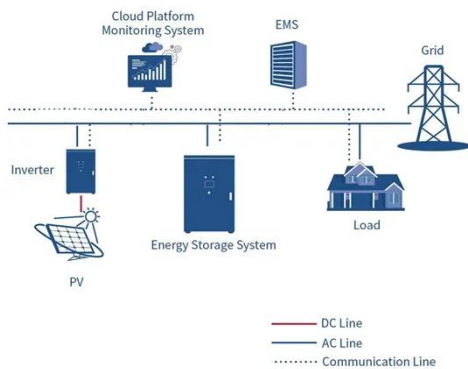 Cloud Platform
Monitoring System
EMS
Grid
Inverter
Energy Storage System
Load
PV
DC Line
AC Line
Communication Line